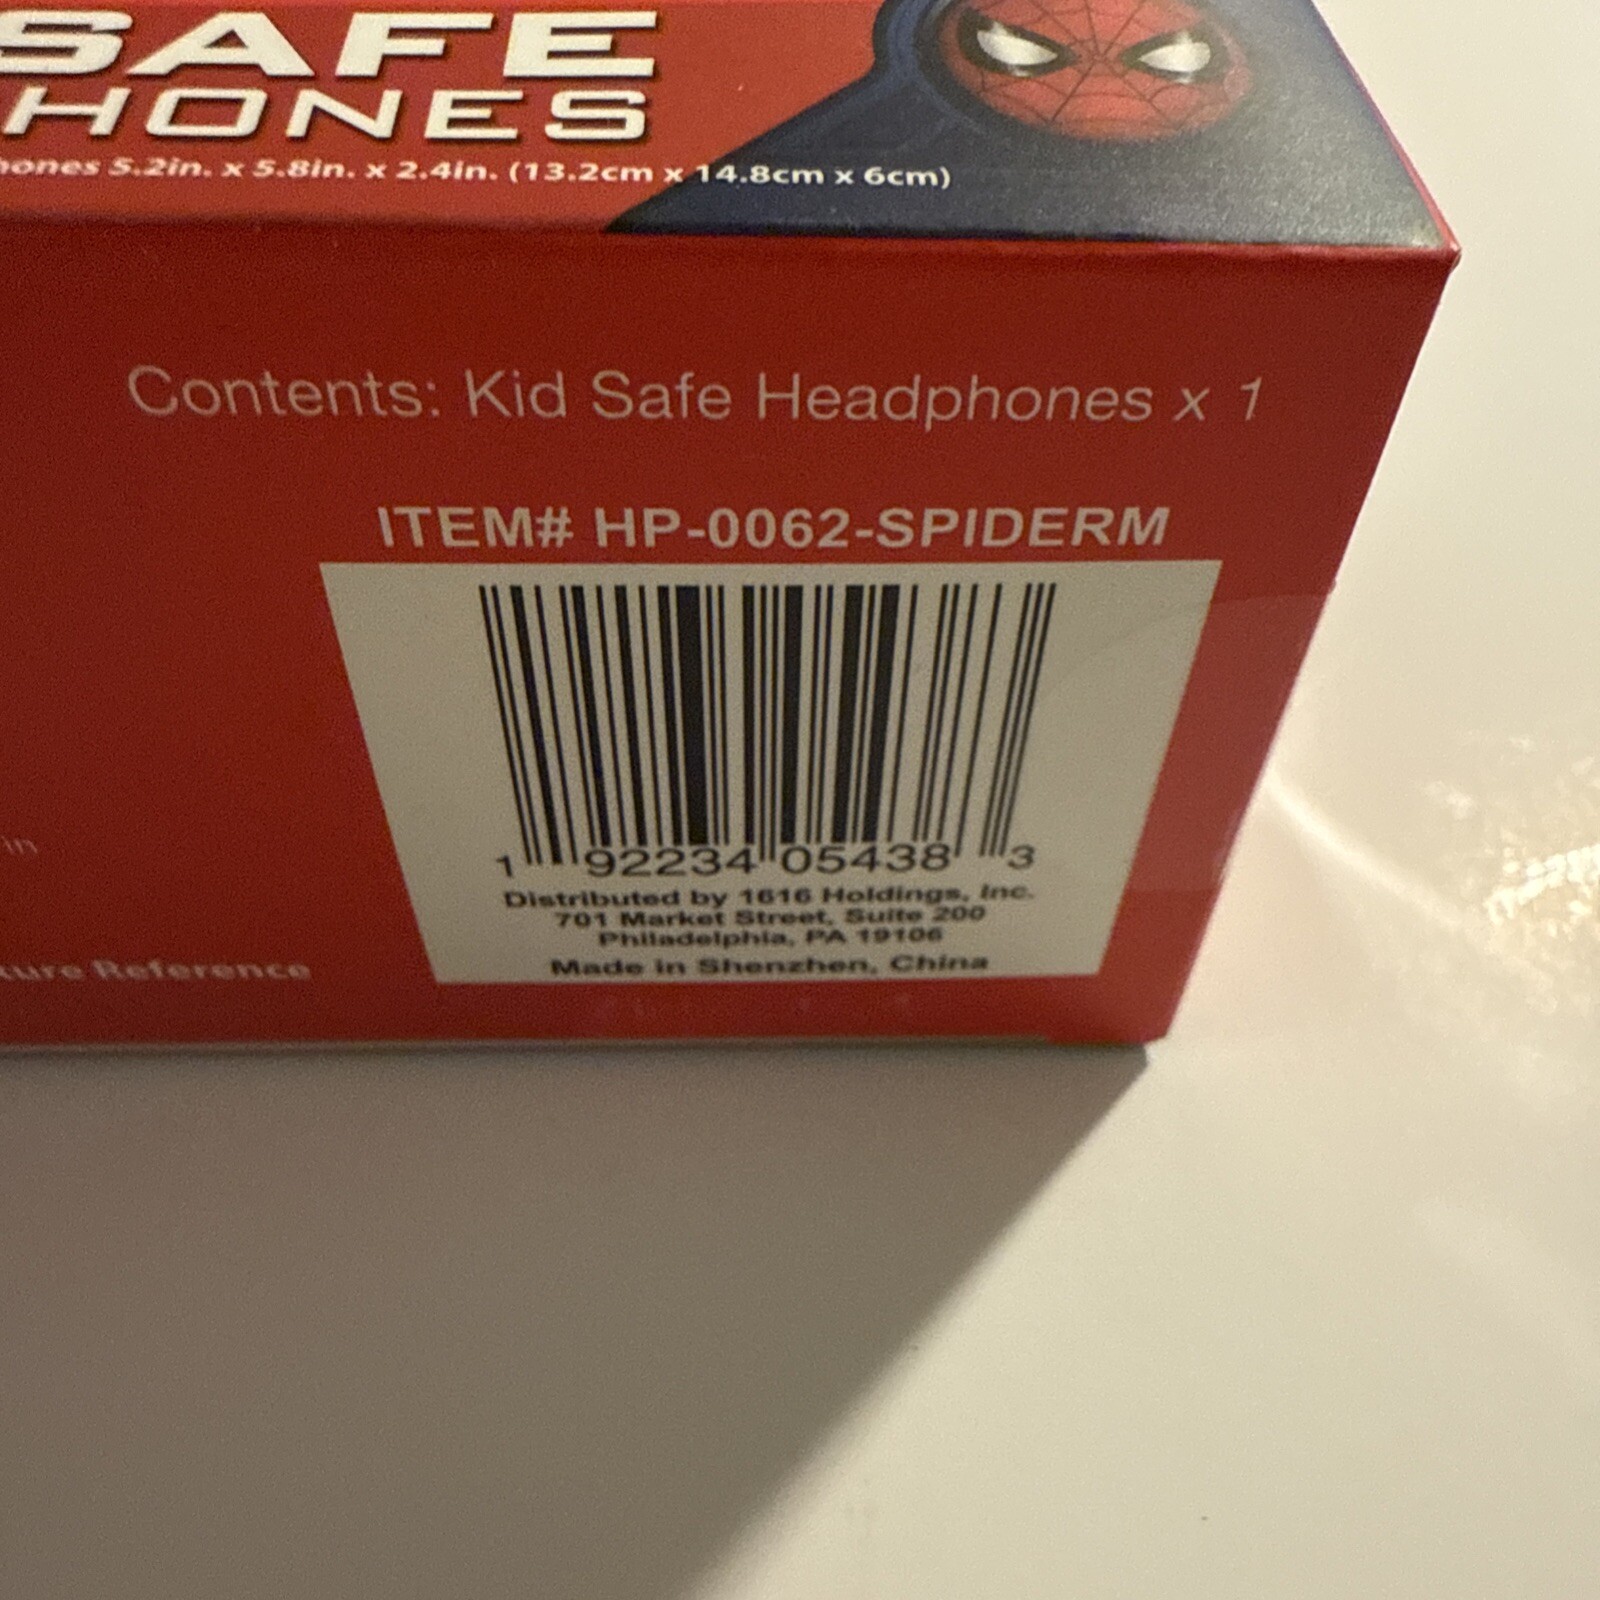 SAFE
HONES
hones 5.2in. x 5.8in. x 2.4in. (13.2cm x 14.8cm x 6cm)
Contents: Kid Safe Headphones x 1
ITEM# HP-0062-SPIDERM
1 92234 05438 3
Distributed by 1616 Holdings, Inc.
701 Market Street, Suite 200
Philadelphia, PA 19106
Made in Shenzhen, China
in
ture Reference